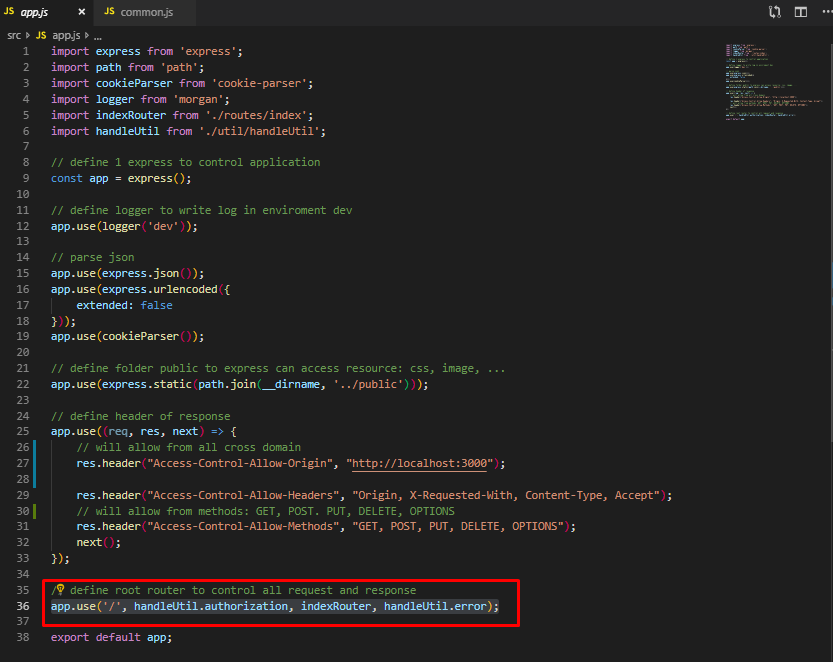 JS app.js × JS common.js
src > JS app.js > ...
1 import express from 'express';
2 import path from 'path';
3 import cookieParser from 'cookie-parser';
4 import logger from 'morgan';
5 import indexRouter from './routes/index';
6 import handleUtil from './util/handleUtil';
7
8 // define 1 express to control application
9 const app = express();
10
11 // define logger to write log in enviroment dev
12 app.use(logger('dev'));
13
14 // parse json
15 app.use(express.json());
16 app.use(express.urlencoded({
17 extended: false
18 }));
19 app.use(cookieParser());
20
21 // define folder public to express can access resource: css, image, ...
22 app.use(express.static(path.join(__dirname, '../public')));
23
24 // define header of response
25 app.use((req, res, next) => {
26 // will allow from all cross domain
27 res.header("Access-Control-Allow-Origin", "http://localhost:3000");
28
29 res.header("Access-Control-Allow-Headers", "Origin, X-Requested-With, Content-Type, Accept");
30 // will allow from methods: GET, POST. PUT, DELETE, OPTIONS
31 res.header("Access-Control-Allow-Methods", "GET, POST, PUT, DELETE, OPTIONS");
32 next();
33 });
34
35 / define root router to control all request and response
36 app.use('/', handleUtil.authorization, indexRouter, handleUtil.error);
37
38 export default app;